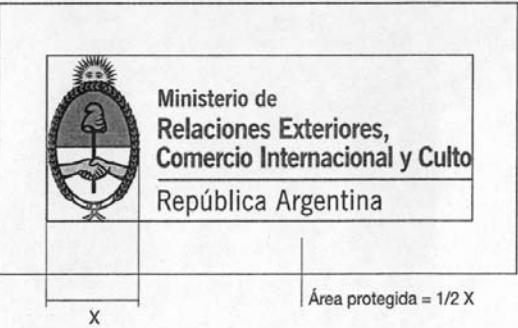 Ministerio de
Relaciones Exteriores,
Comercio Internacional y Culto
República Argentina
Área protegida = 1/2 X
X